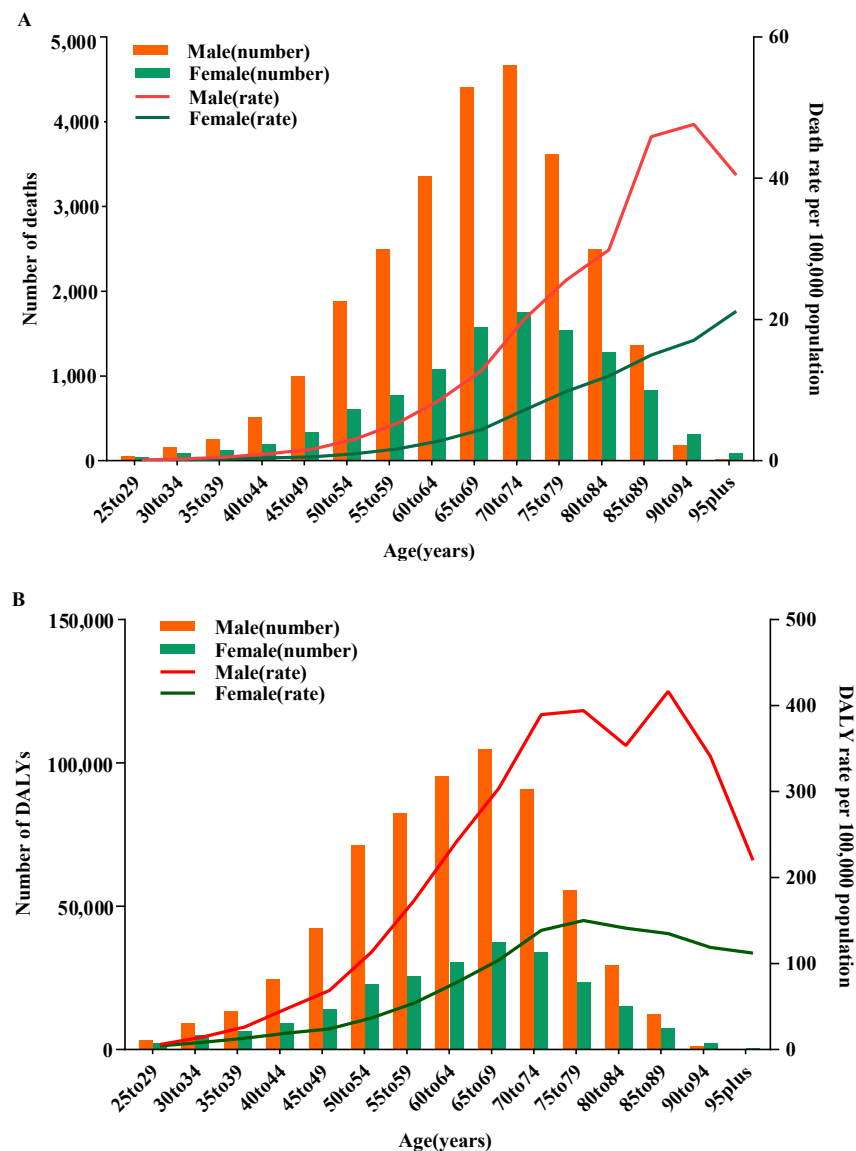 A
5,000
4,000
3,000
2,000
1,000
0
Number of deaths
Male(number)
Female(number)
Male(rate)
Female(rate)
60
40
20
0
Death rate per 100,000 population
25to29
30to34
35to39
40to44
45to49
50to54
55to59
60to64
65to69
70to74
75to79
80to84
85to89
90to94
95plus
Age(years)
B
150,000
100,000
50,000
0
Number of DALYs
Male(number)
Female(number)
Male(rate)
Female(rate)
500
400
300
200
100
0
DALY rate per 100,000 population
25to29
30to34
35to39
40to44
45to49
50to54
55to59
60to64
65to69
70to74
75to79
80to84
85to89
90to94
95plus
Age(years)